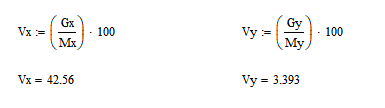 Vx := (Gx/Mx) · 100
Vy := (Gy/My) · 100
Vx = 42.56
Vy = 3.393